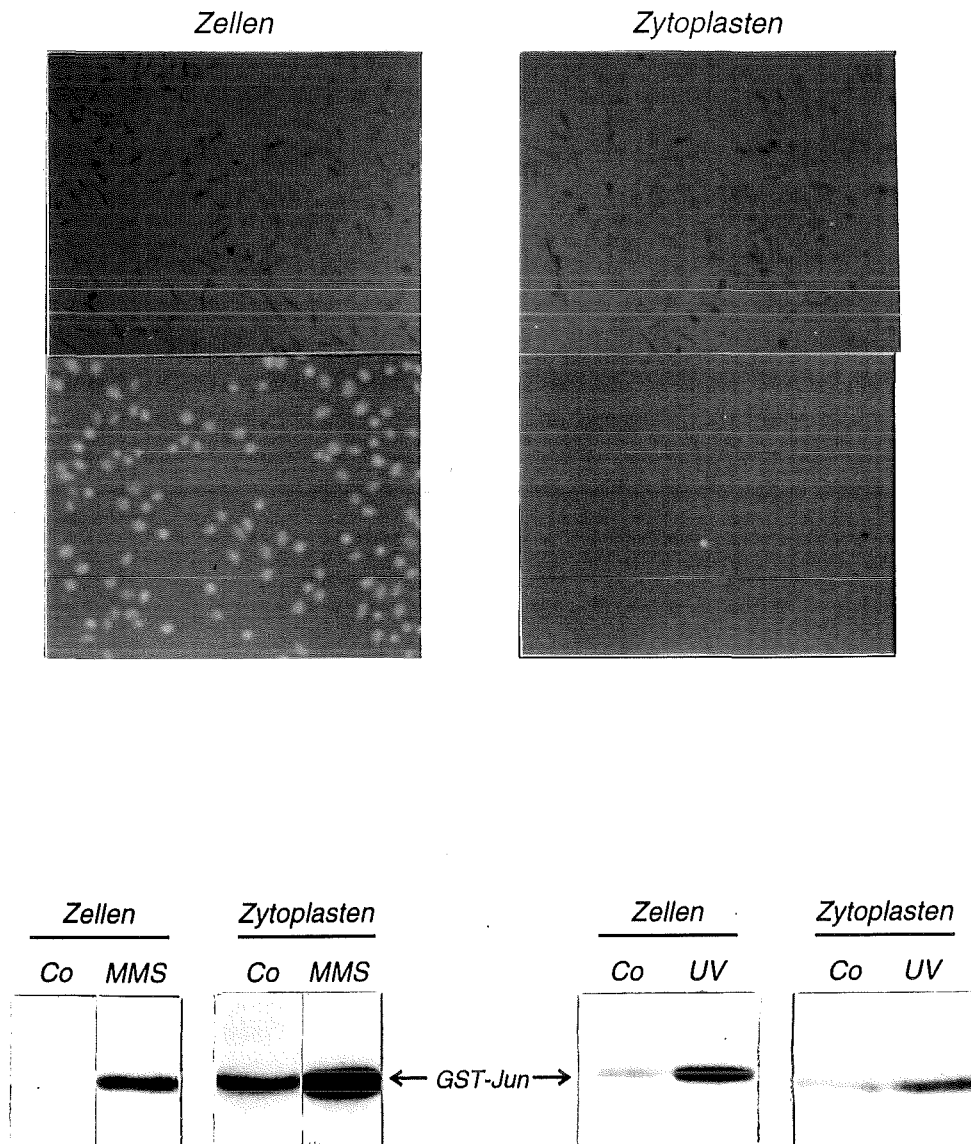 Zellen Zytoplasten
Zellen Zytoplasten Zellen Zytoplasten
Co MMS Co MMS Co UV Co UV
GST-Jun